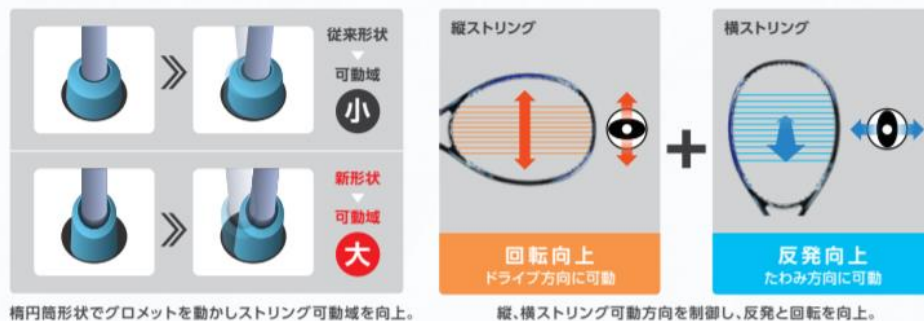 従来形状
可動域
小
新形状
可動域
大
楕円筒形状でグロメットを動かしストリング可動域を向上。
縦ストリング
回転向上
ドライブ方向に可動
+
横ストリング
反発向上
たわみ方向に可動
縦、横ストリング可動方向を制御し、反発と回転を向上。